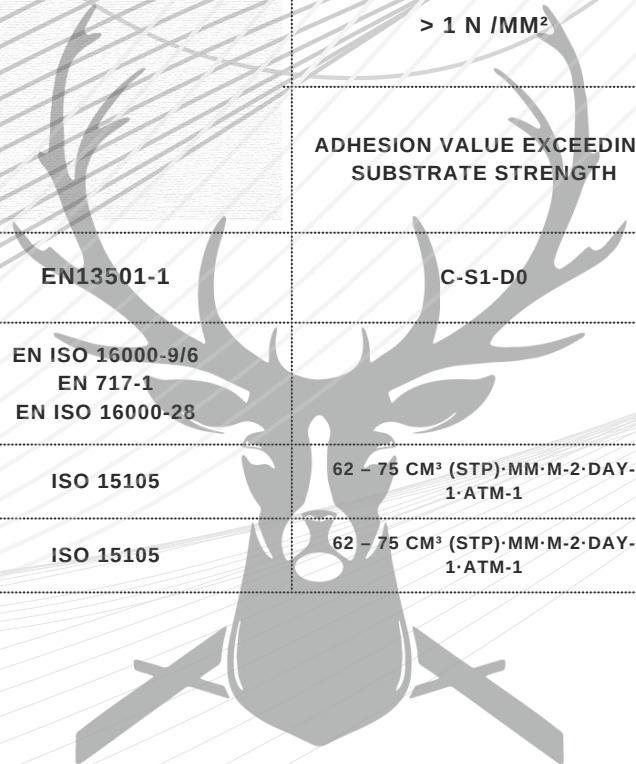 > 1 N /MM²
ADHESION VALUE EXCEEDIN
SUBSTRATE STRENGTH
EN13501-1
C-S1-D0
EN ISO 16000-9/6
EN 717-1
EN ISO 16000-28
ISO 15105
62 – 75 CM³ (STP)·MM·M-2·DAY-
1·ATM-1
ISO 15105
62 – 75 CM³ (STP)·MM·M-2·DAY-
1·ATM-1